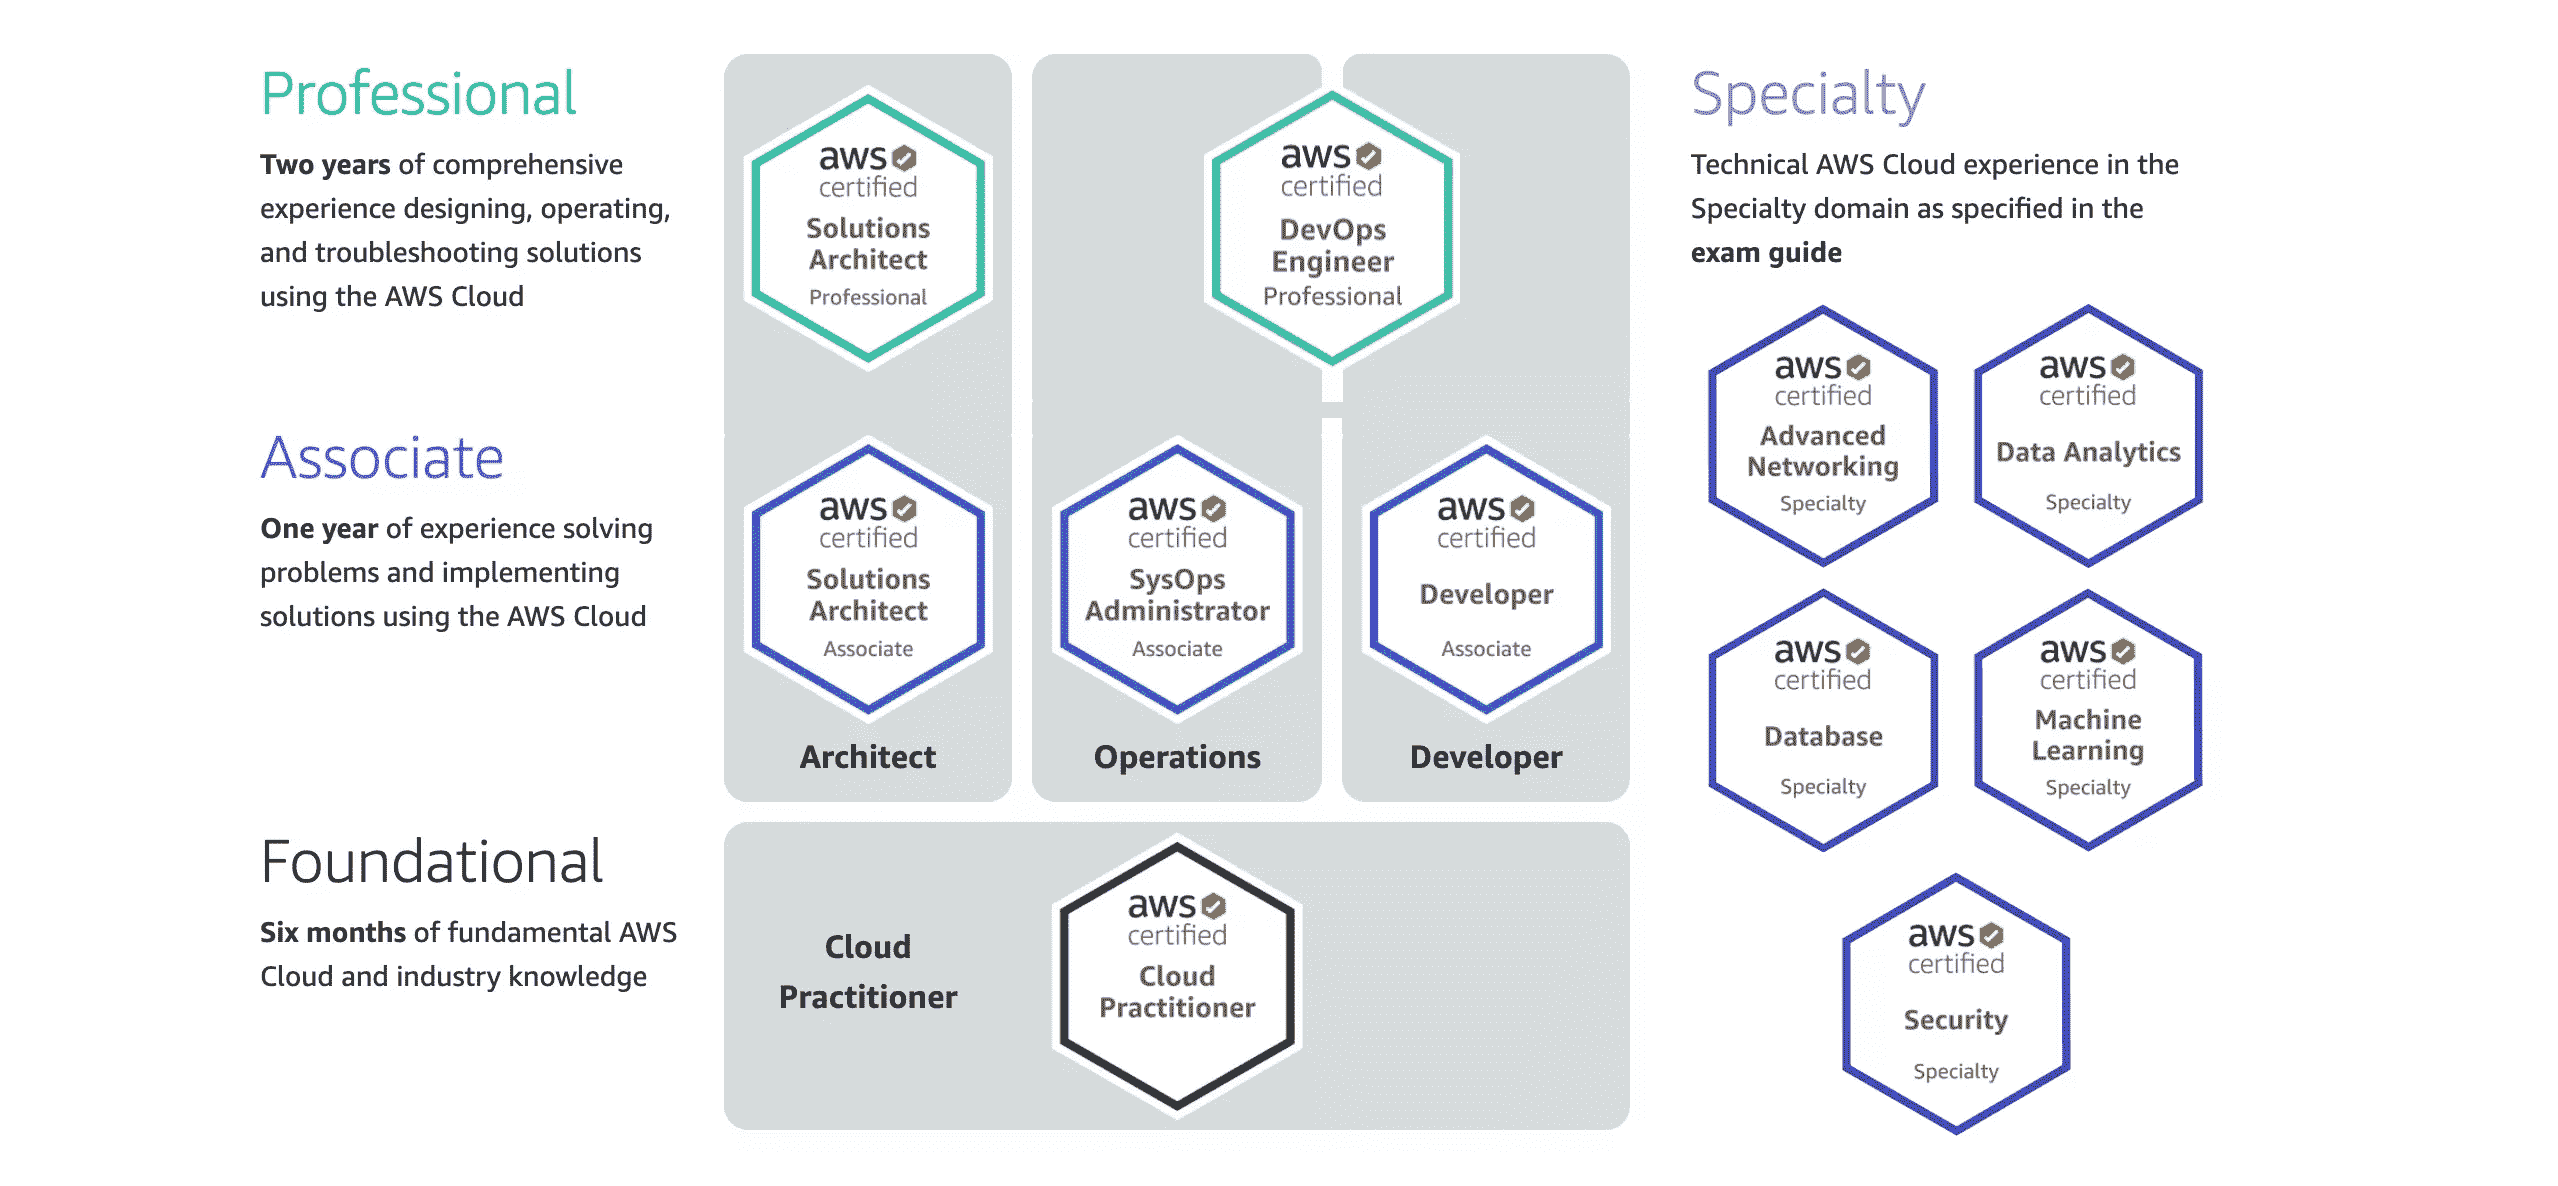 Professional
Two years of comprehensive
experience designing, operating,
and troubleshooting solutions
using the AWS Cloud
aws
certified
Solutions
Architect
Professional
aws
certified
DevOps
Engineer
Professional
Associate
One year of experience solving
problems and implementing
solutions using the AWS Cloud
aws
certified
Solutions
Architect
Associate
aws
certified
SysOps
Administrator
Associate
aws
certified
Developer
Associate
Architect
Operations
Developer
Foundational
Six months of fundamental AWS
Cloud and industry knowledge
Cloud
Practitioner
aws
certified
Cloud
Practitioner
Specialty
Technical AWS Cloud experience in the
Specialty domain as specified in the
exam guide
aws
certified
Advanced
Networking
Specialty
aws
certified
Data Analytics
Specialty
aws
certified
Database
Specialty
aws
certified
Machine
Learning
Specialty
aws
certified
Security
Specialty